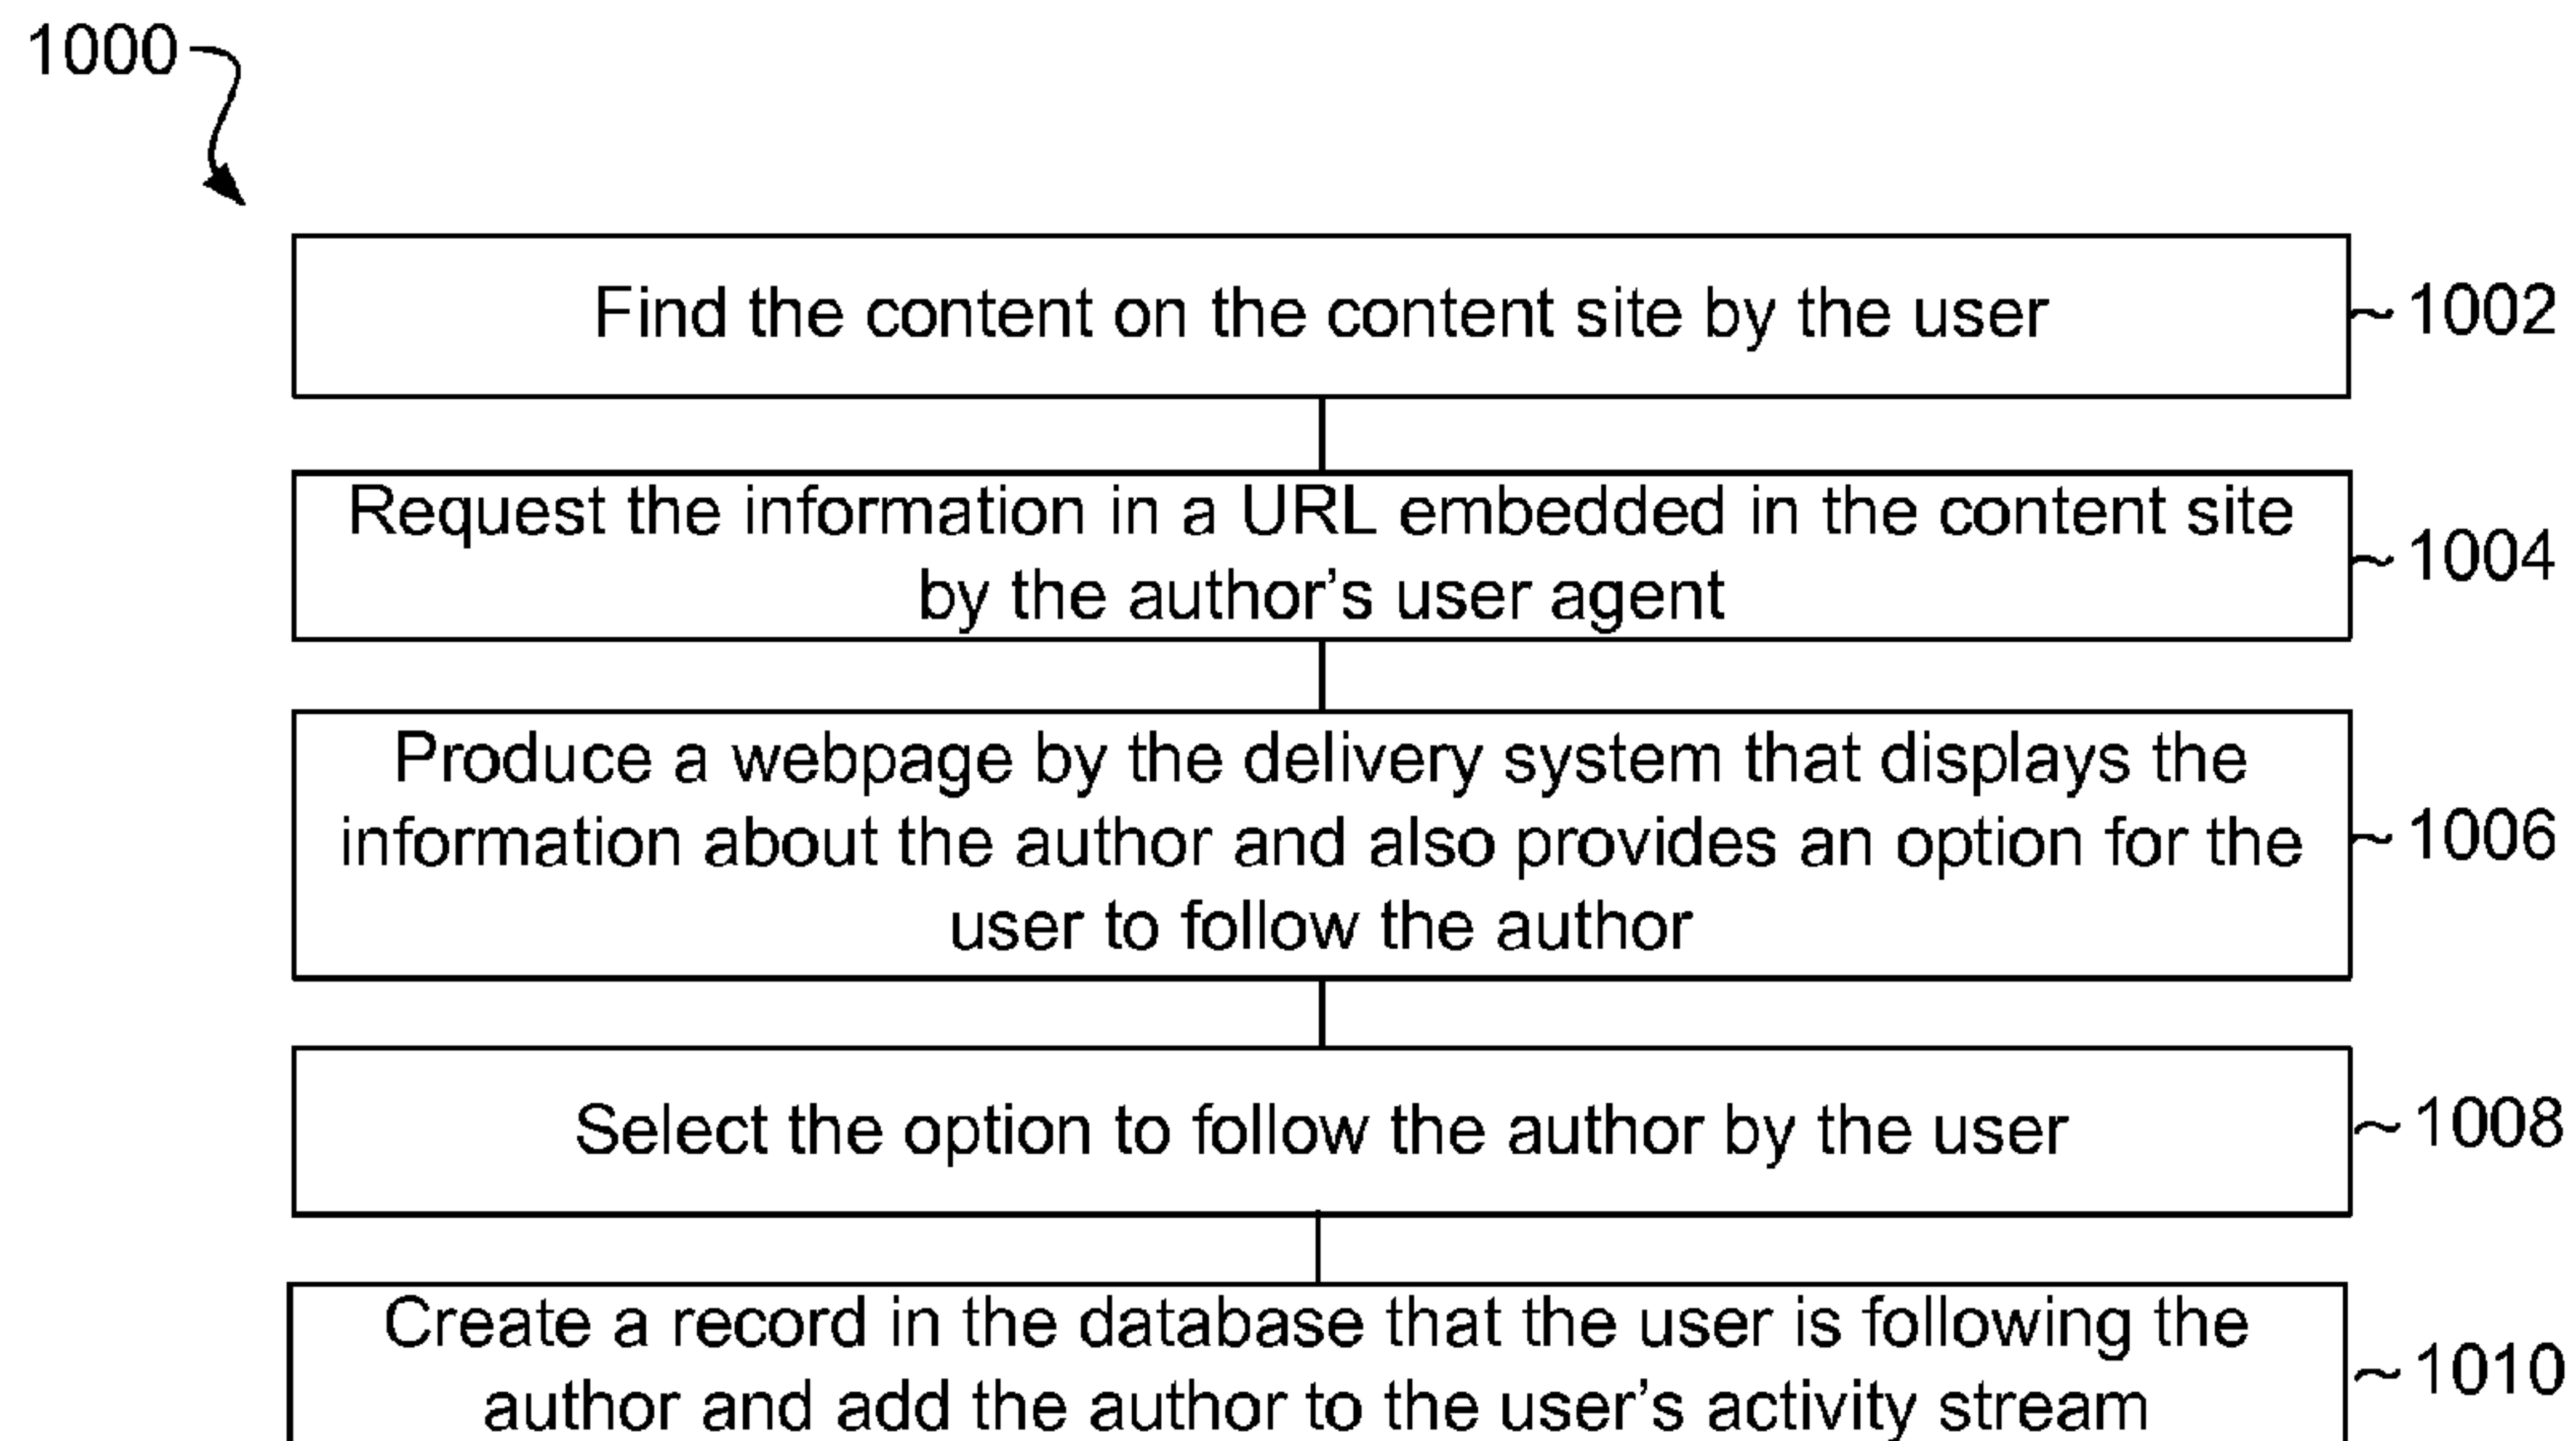 1000
Find the content on the content site by the user
~1002
Request the information in a URL embedded in the content site
by the author’s user agent
~1004
Produce a webpage by the delivery system that displays the
information about the author and also provides an option for the
user to follow the author
~1006
Select the option to follow the author by the user
~1008
Create a record in the database that the user is following the
author and add the author to the user’s activity stream
~1010